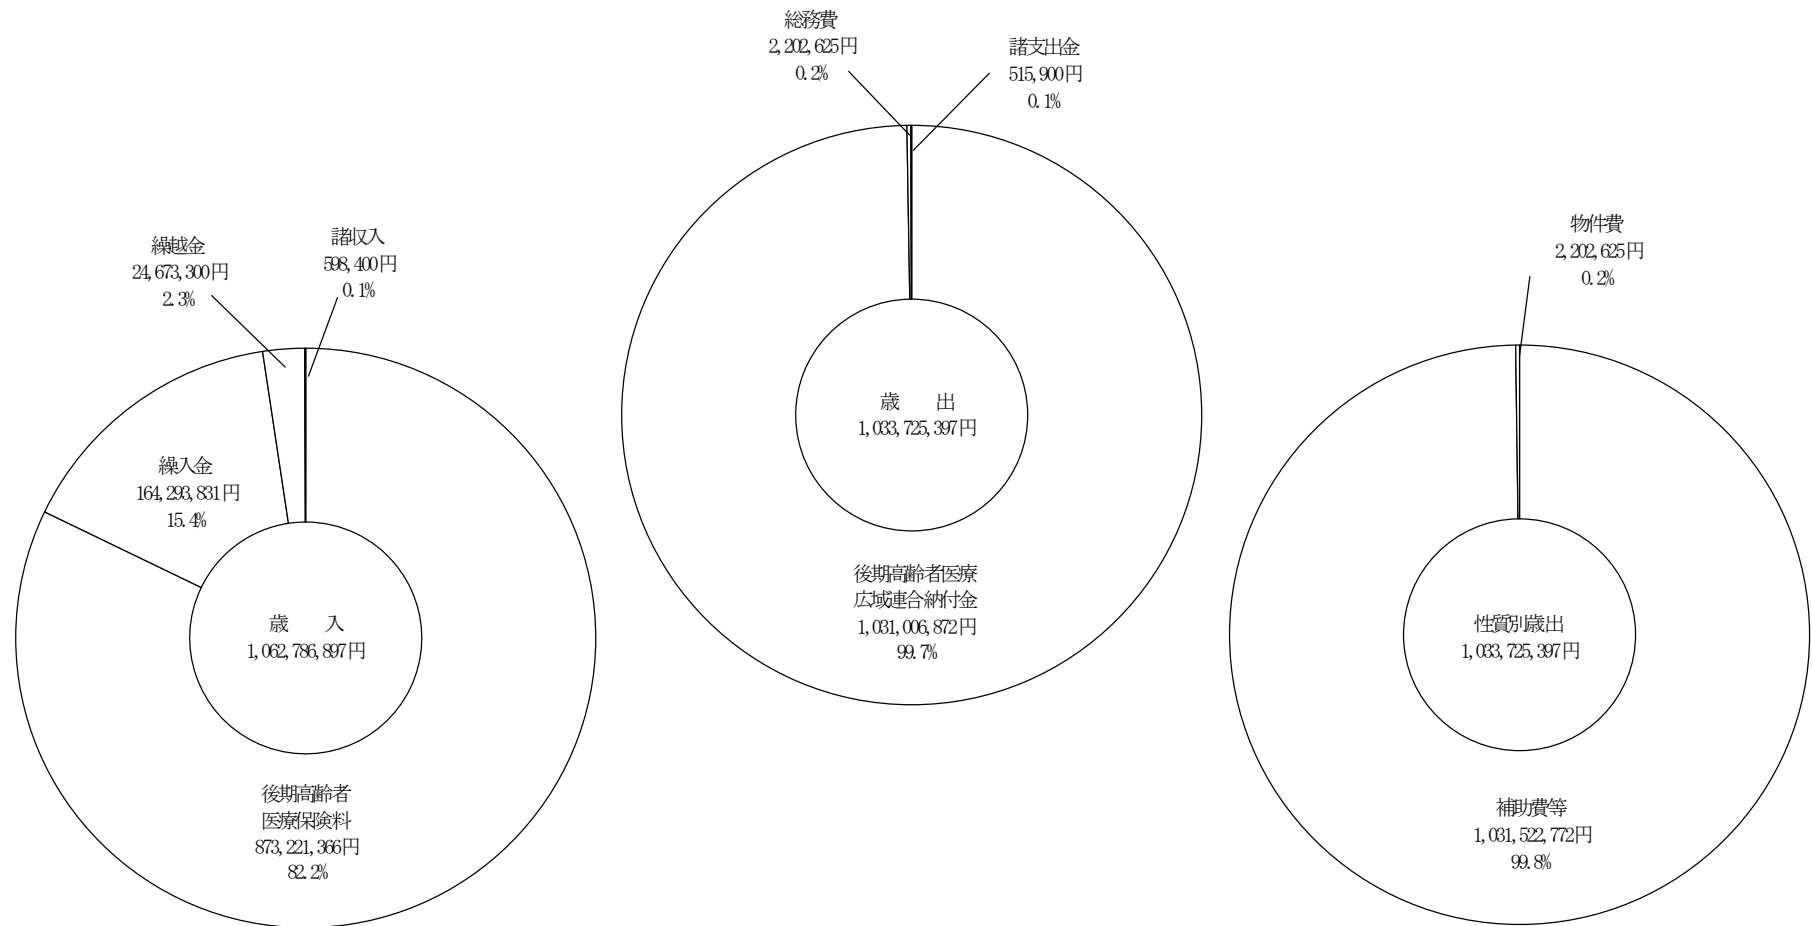 総務費
2,202,625円
0.2%
諸支出金
515,900円
0.1%
繰越金
24,673,300円
2.3%
諸収入
598,400円
0.1%
物件費
2,202,625円
0.2%
繰入金
164,293,831円
15.4%
歳　出
1,033,725,397円
歳　入
1,062,786,897円
性質別歳出
1,033,725,397円
後期高齢者医療
広域連合納付金
1,031,006,872円
99.7%
後期高齢者
医療保険料
873,221,366円
82.2%
補助費等
1,031,522,772円
99.8%